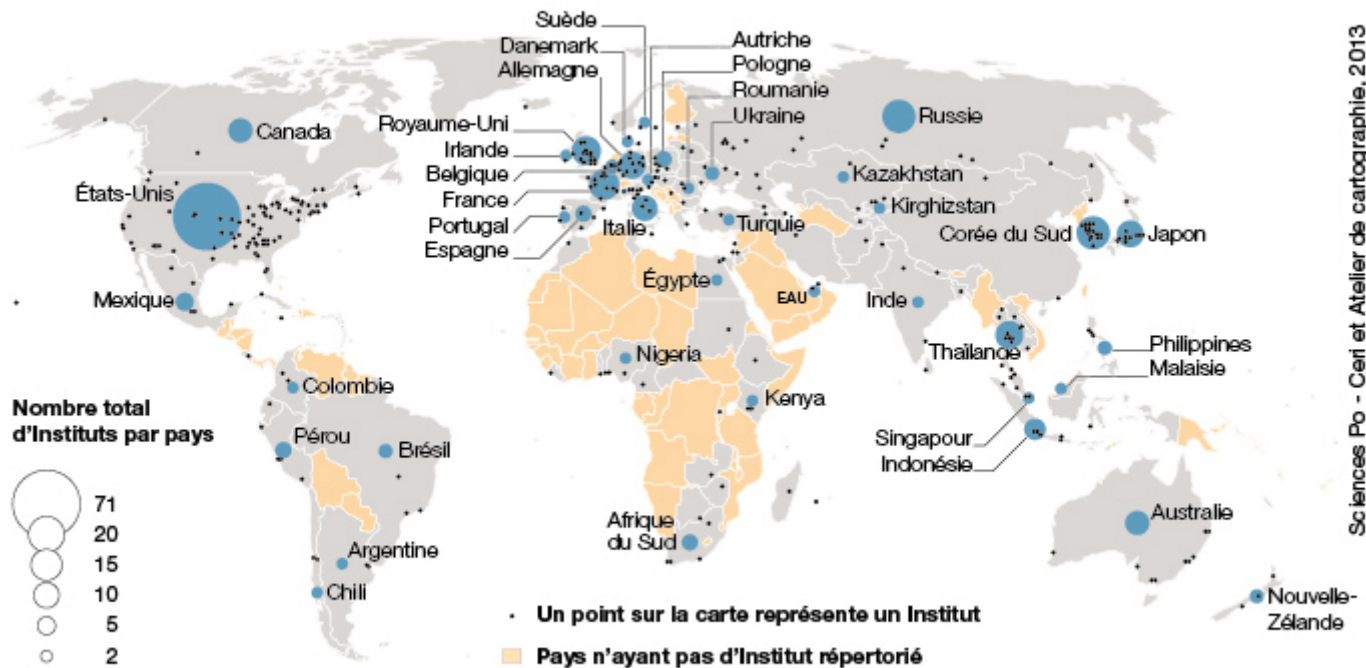 Suède
Danemark
Autriche
Allemagne
Pologne
Roumanie
Ukraine
Royaume-Uni
Irlande
Belgique
France
Portugal
Espagne
Italie
Turquie
Canada
États-Unis
Mexique
Russie
Kazakhstan
Kirghizstan
Corée du Sud
Japon
Égypte
EAU
Inde
Thaïlande
Philippines
Malaisie
Singapour
Indonésie
Nigeria
Kenya
Colombie
Pérou
Brésil
Argentine
Chili
Afrique
du Sud
Australie
Nouvelle-
Zélande
Nombre total
d'Instituts par pays
71
20
15
10
5
2
Un point sur la carte représente un Institut
Pays n'ayant pas d'Institut répertorié
Sciences Po - Ceri et Atelier de cartographie, 2013